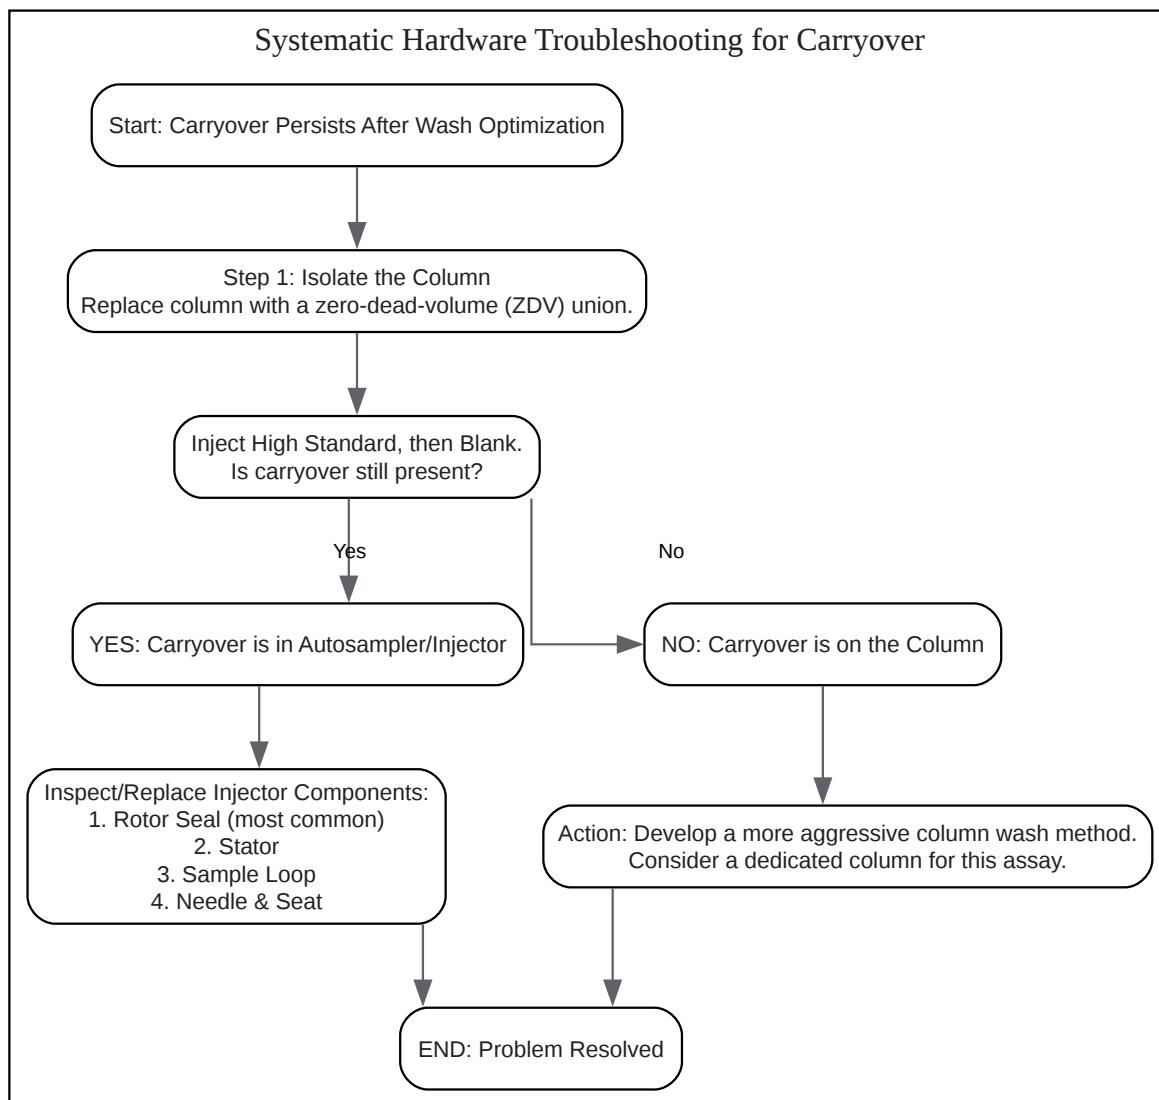 Systematic Hardware Troubleshooting for Carryover
Start: Carryover Persists After Wash Optimization
Step 1: Isolate the Column
Replace column with a zero-dead-volume (ZDV) union.
Inject High Standard, then Blank.
Is carryover still present?
Yes
No
YES: Carryover is in Autosampler/Injector
NO: Carryover is on the Column
Inspect/Replace Injector Components:
1. Rotor Seal (most common)
2. Stator
3. Sample Loop
4. Needle & Seat
Action: Develop a more aggressive column wash method.
Consider a dedicated column for this assay.
END: Problem Resolved